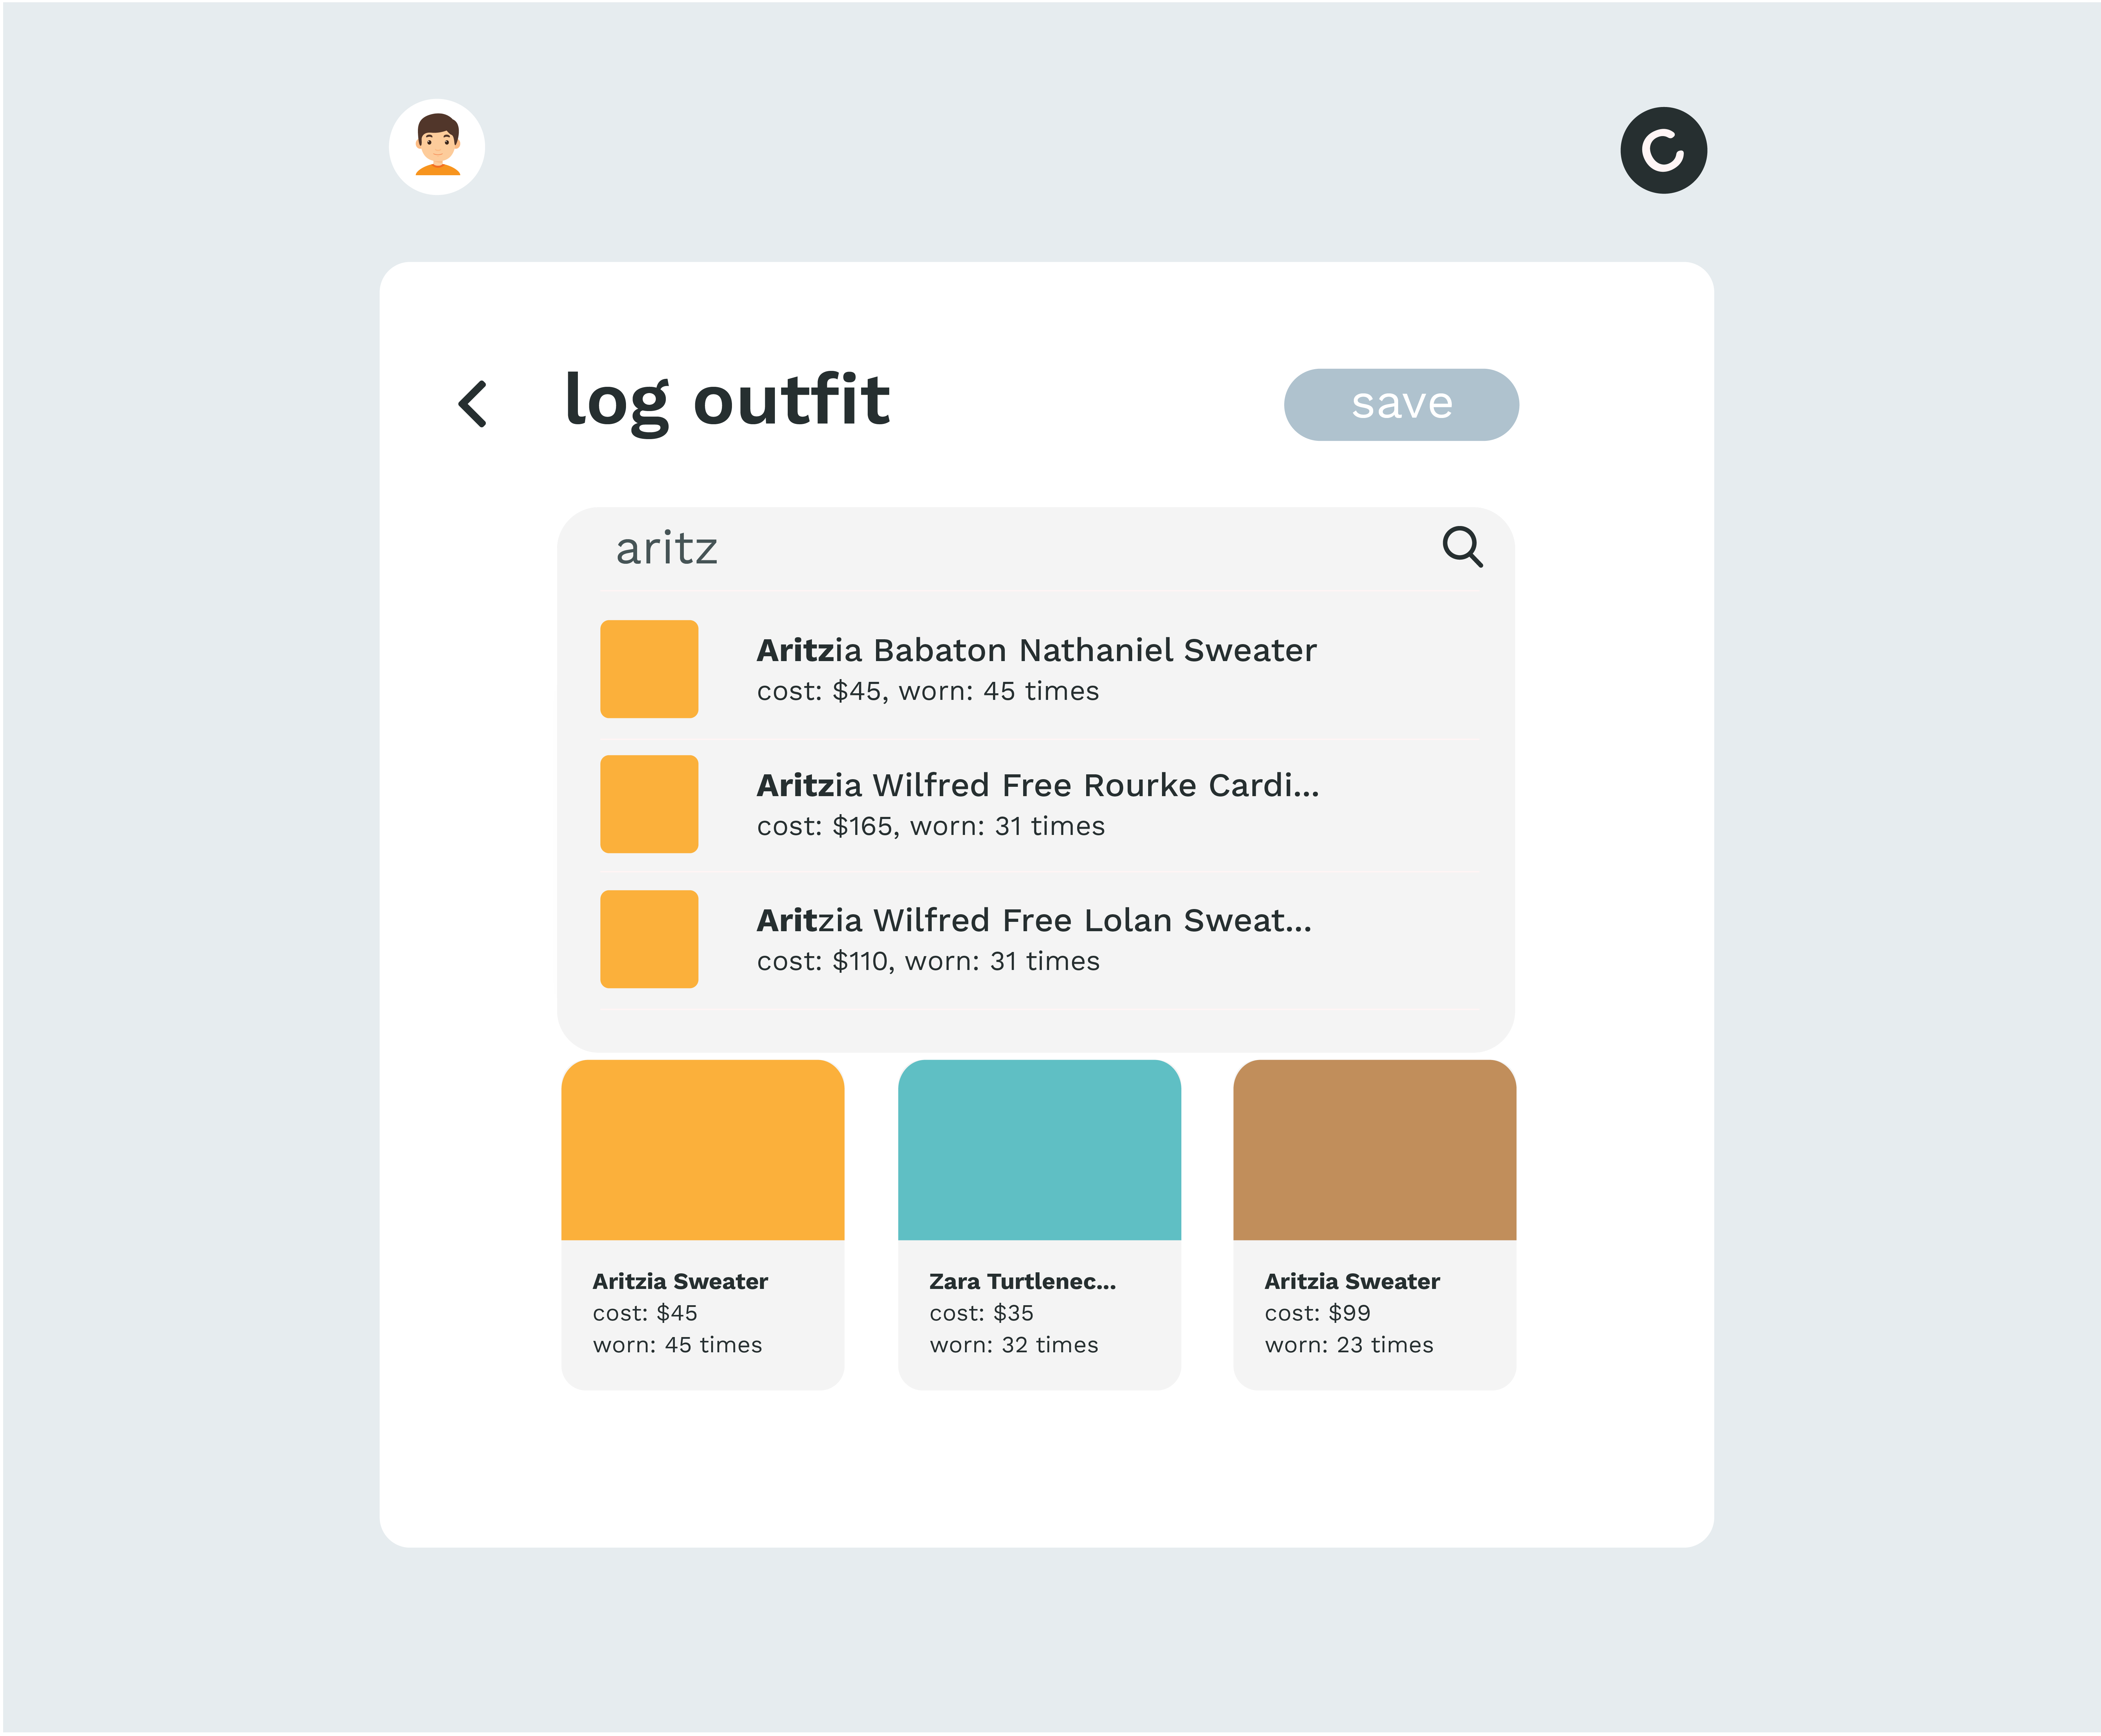 C
log outfit
save
aritz
Aritzia Babaton Nathaniel Sweater
cost: $45, worn: 45 times
Aritzia Wilfred Free Rourke Cardi...
cost: $165, worn: 31 times
Aritzia Wilfred Free Lolan Sweat...
cost: $110, worn: 31 times
Aritzia Sweater
cost: $45
worn: 45 times
Zara Turtlenec...
cost: $35
worn: 32 times
Aritzia Sweater
cost: $99
worn: 23 times